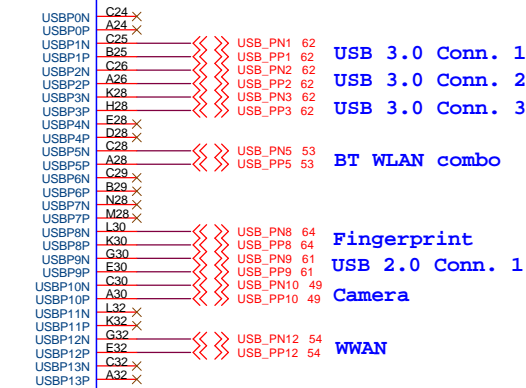 USBP0N C24
USBP0P A24
USBP1N C25 USB_PN1 62
USBP1P B25 USB_PP1 62 USB 3.0 Conn. 1
USBP2N C26 USB_PN2 62
USBP2P A26 USB_PP2 62 USB 3.0 Conn. 2
USBP3N K28 USB_PN3 62
USBP3P H28 USB_PP3 62 USB 3.0 Conn. 3
USBP4N E28
USBP4P D28
USBP5N C28 USB_PN5 53
USBP5P A28 USB_PP5 53 BT WLAN combo
USBP6N C29
USBP6P B29
USBP7N N28
USBP7P M28
USBP8N L30 USB_PN8 64
USBP8P K30 USB_PP8 64 Fingerprint
USBP9N G30 USB_PN9 61
USBP9P E30 USB_PP9 61 USB 2.0 Conn. 1
USBP10N C30 USB_PN10 49
USBP10P A30 USB_PP10 49 Camera
USBP11N L32
USBP11P K32
USBP12N G32 USB_PN12 54
USBP12P E32 USB_PP12 54 WWAN
USBP13N C32
USBP13P A32